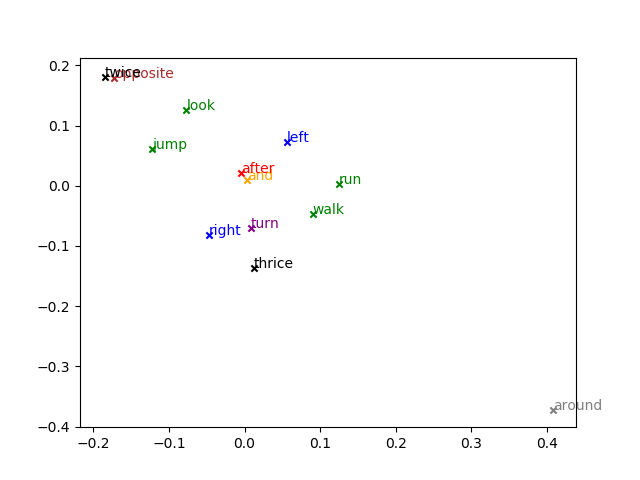 0.2
0.1
0.0
−0.1
−0.2
−0.3
−0.4
twice
opposite
look
jump
left
after
and
run
walk
turn
right
thrice
around
−0.2 −0.1 0.0 0.1 0.2 0.3 0.4